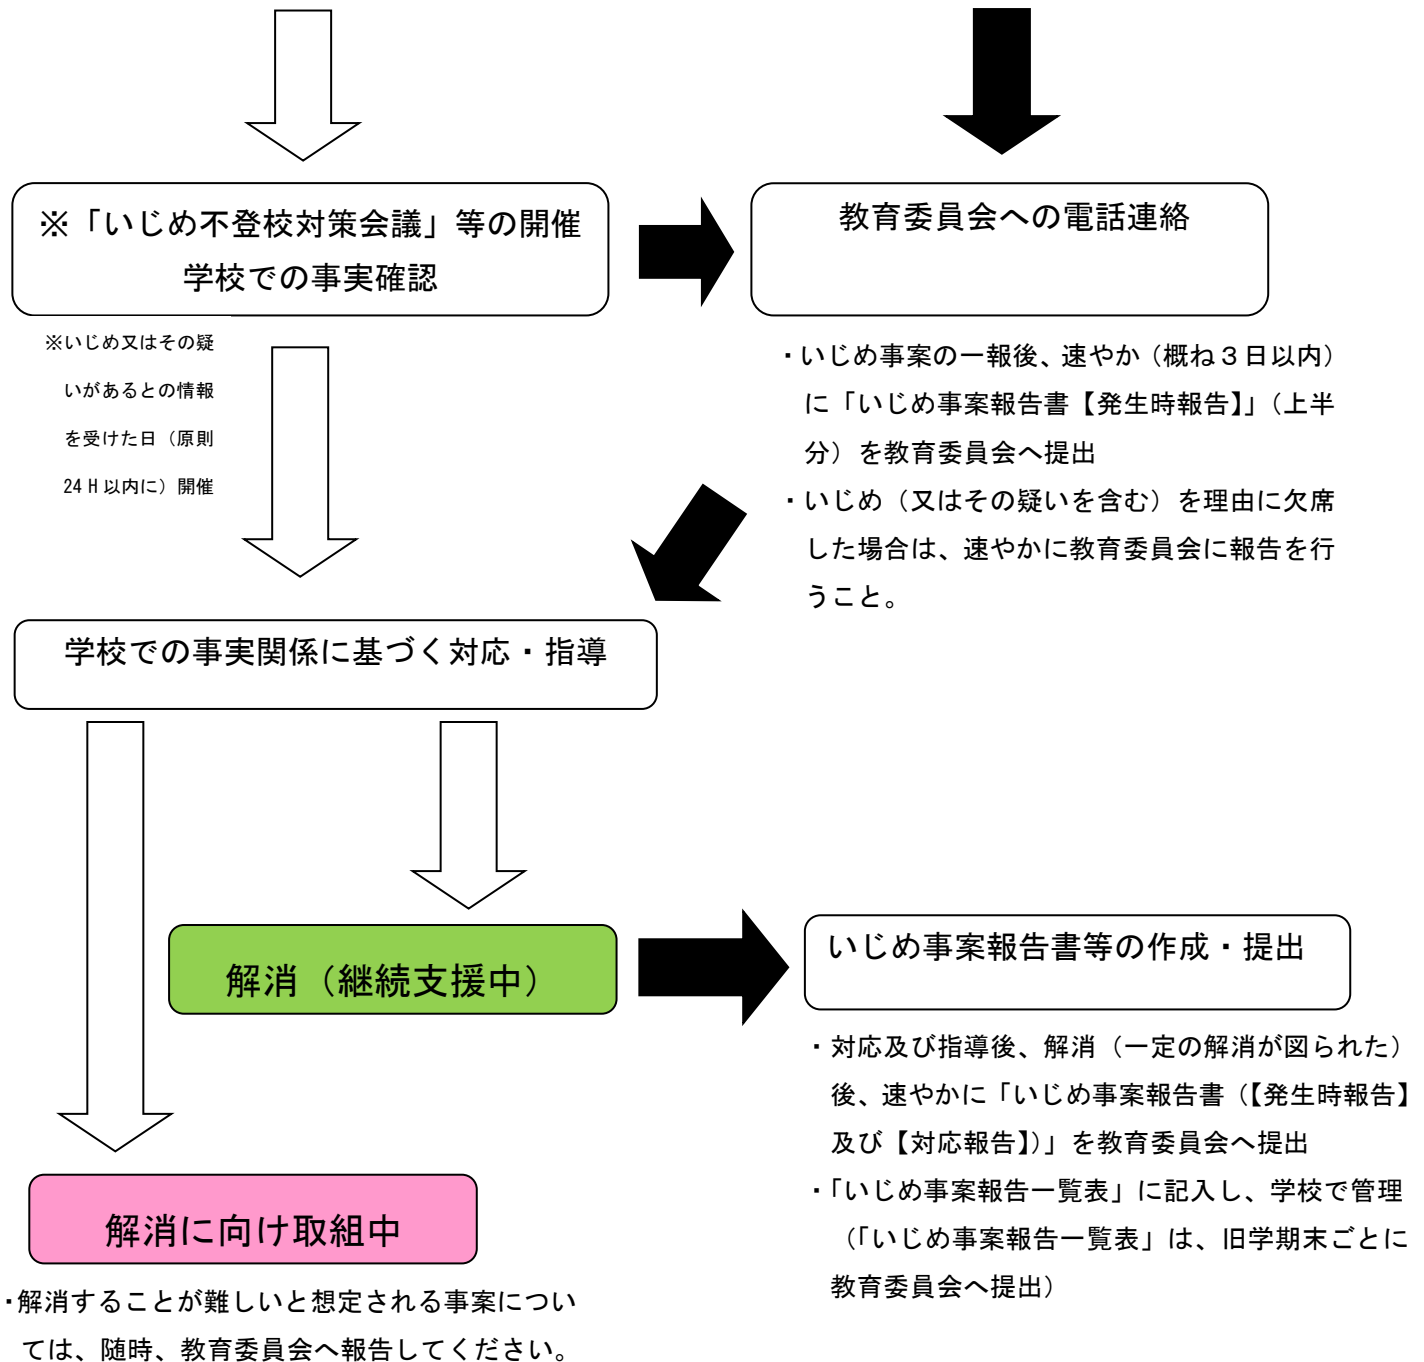 ※「いじめ不登校対策会議」等の開催
学校での事実確認
教育委員会への電話連絡
※いじめ又はその疑
いがあるとの情報
を受けた日（原則
24Ｈ以内に）開催
・いじめ事案の一報後、速やか（概ね３日以内）
に「いじめ事案報告書【発生時報告】」（上半
分）を教育委員会へ提出
・いじめ（又はその疑いを含む）を理由に欠席
した場合は、速やかに教育委員会に報告を行
うこと。
学校での事実関係に基づく対応・指導
解消（継続支援中）
いじめ事案報告書等の作成・提出
・対応及び指導後、解消（一定の解消が図られた）
後、速やかに「いじめ事案報告書（【発生時報告】
及び【対応報告】）」を教育委員会へ提出
・「いじめ事案報告一覧表」に記入し、学校で管理
（「いじめ事案報告一覧表」は、旧学期末ごとに
教育委員会へ提出）
解消に向け取組中
・解消することが難しいと想定される事案につい
ては、随時、教育委員会へ報告してください。